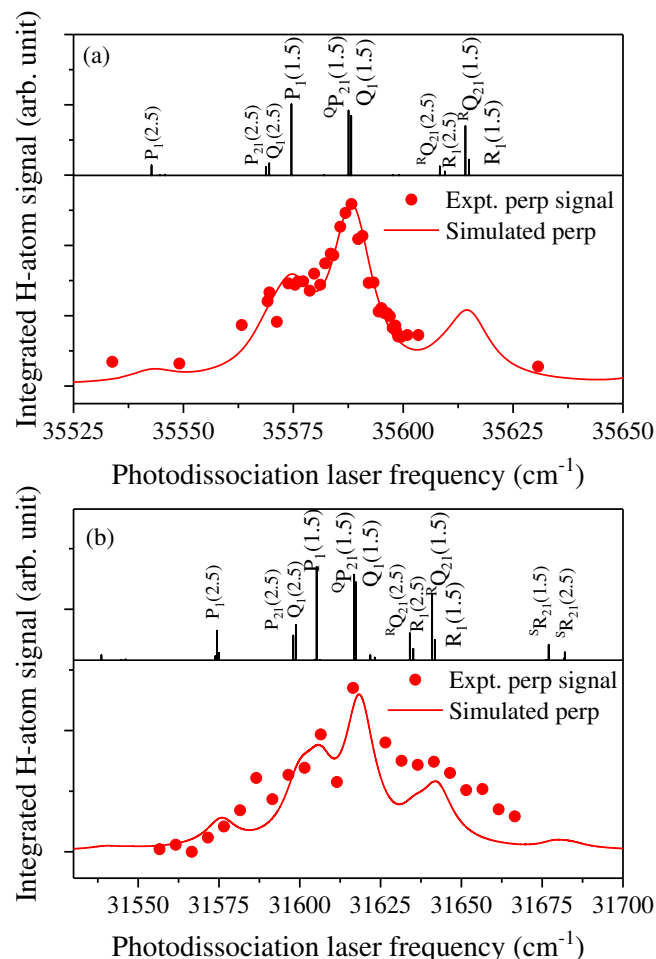 (a)
P₁(2.5)
P₂₁(2.5)
Q₁(2.5)
P₁(1.5)
ᑫP₂₁(1.5)
Q₁(1.5)
ᴿQ₂₁(2.5)
R₁(2.5)
ᴿQ₂₁(1.5)
R₁(1.5)
Expt. perp signal
Simulated perp
Integrated H-atom signal (arb. unit)
35525 35550 35575 35600 35625 35650
Photodissociation laser frequency (cm⁻¹)
(b)
P₁(2.5)
P₂₁(2.5)
Q₁(2.5)
P₁(1.5)
ᑫP₂₁(1.5)
Q₁(1.5)
ᴿQ₂₁(2.5)
R₁(2.5)
ᴿQ₂₁(1.5)
R₁(1.5)
ˢR₂₁(1.5)
ˢR₂₁(2.5)
Expt. perp signal
Simulated perp
Integrated H-atom signal (arb. unit)
31550 31575 31600 31625 31650 31675 31700
Photodissociation laser frequency (cm⁻¹)